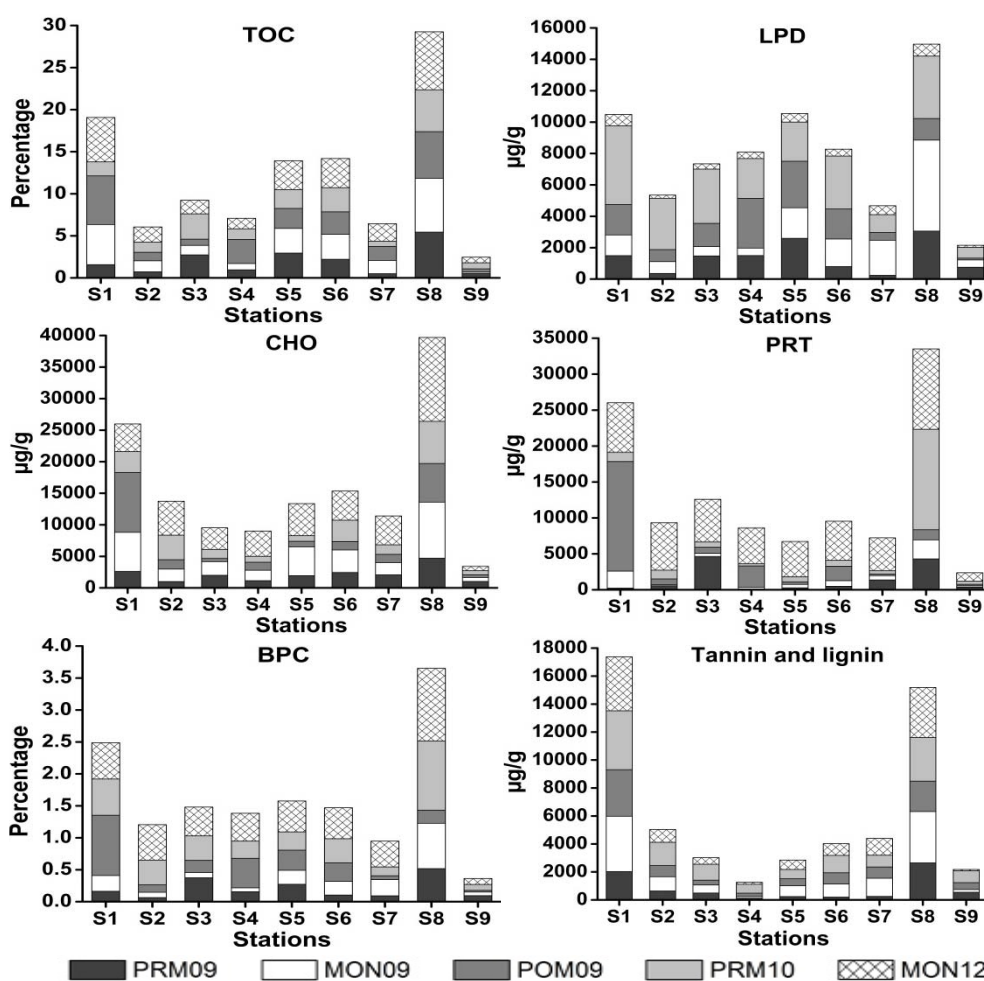 TOC
Percentage
30
25
20
15
10
5
0
S1 S2 S3 S4 S5 S6 S7 S8 S9
Stations
LPD
µg/g
16000
14000
12000
10000
8000
6000
4000
2000
0
S1 S2 S3 S4 S5 S6 S7 S8 S9
Stations
CHO
µg/g
40000
35000
30000
25000
20000
15000
10000
5000
0
S1 S2 S3 S4 S5 S6 S7 S8 S9
Stations
PRT
µg/g
35000
30000
25000
20000
15000
10000
5000
0
S1 S2 S3 S4 S5 S6 S7 S8 S9
Stations
BPC
Percentage
4.0
3.5
3.0
2.5
2.0
1.5
1.0
0.5
0.0
S1 S2 S3 S4 S5 S6 S7 S8 S9
Stations
Tannin and lignin
µg/g
18000
16000
14000
12000
10000
8000
6000
4000
2000
0
S1 S2 S3 S4 S5 S6 S7 S8 S9
Stations
PRM09 MON09 POM09 PRM10 MON12